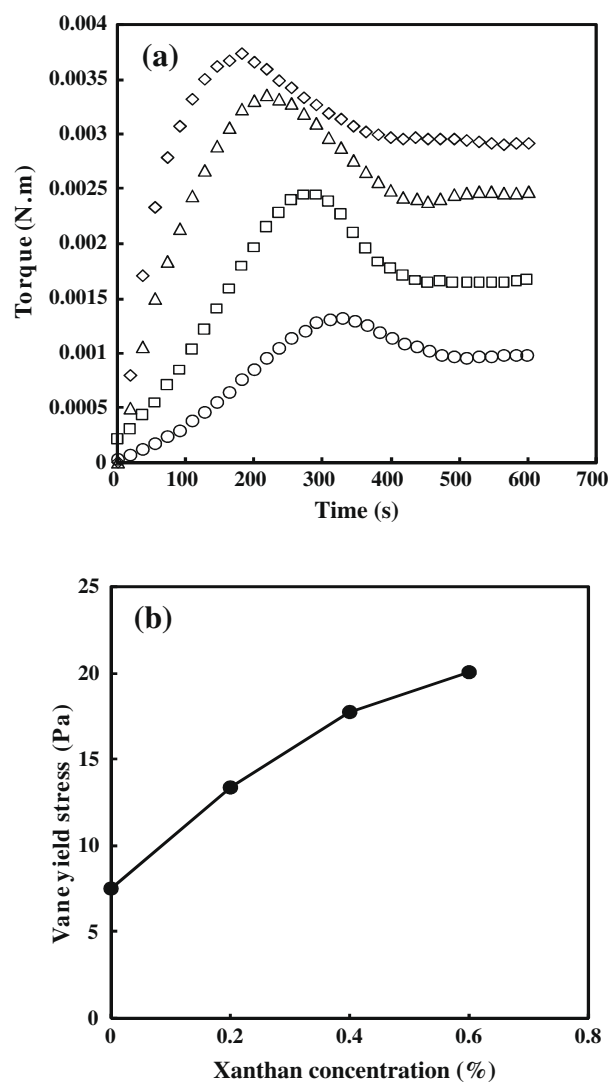 (a)
0.004
0.0035
0.003
0.0025
0.002
0.0015
0.001
0.0005
0
Torque (N.m)
0 100 200 300 400 500 600 700
Time (s)
(b)
25
20
15
10
5
0
Vane yield stress (Pa)
0 0.2 0.4 0.6 0.8
Xanthan concentration (%)